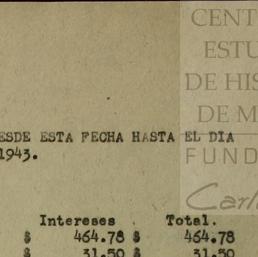 CENT
ESTU
DE HIS
DE M
FUND
Carl
ESDE ESTA FECHA HASTA EL DIA
1943.
Intereses Total.
$ 464.78 $ 464.78
$ 31.50 $ 31.50